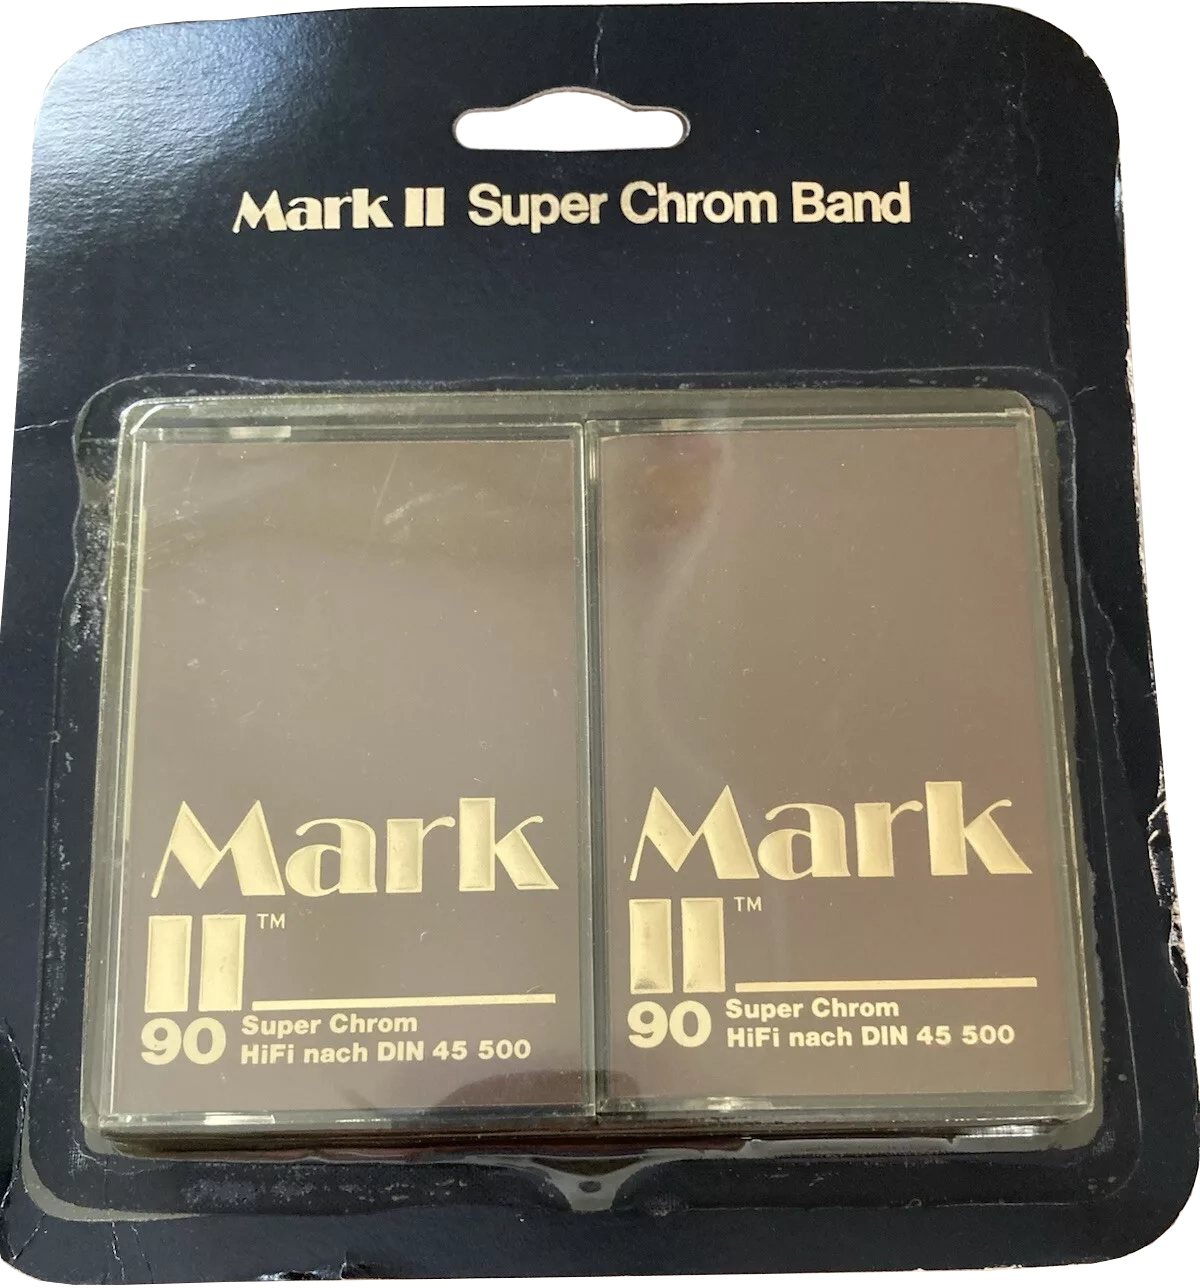 Mark II Super Chrom Band
Mark
II™
90 Super Chrom
HiFi nach DIN 45 500
Mark
II™
90 Super Chrom
HiFi nach DIN 45 500